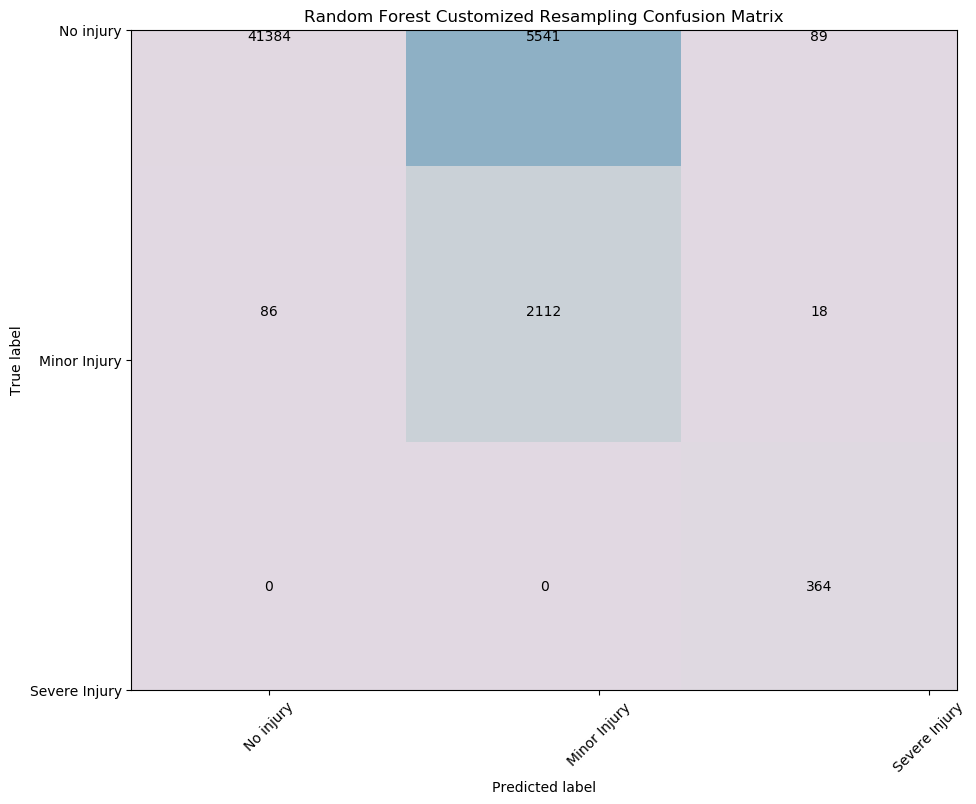 Random Forest Customized Resampling Confusion Matrix
No injury
41384 5541 89
True label
86 2112 18
Minor Injury
0 0 364
Severe Injury
No injury Minor Injury Severe Injury
Predicted label